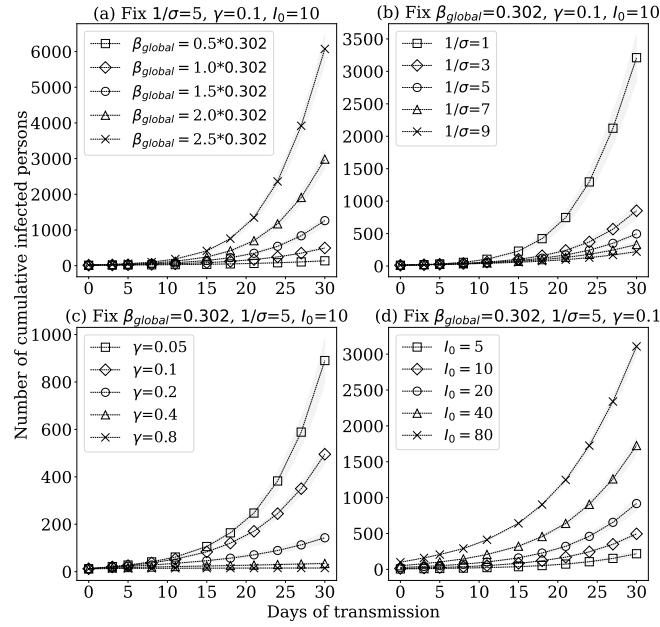 (a) Fix 1/σ=5, γ=0.1, I₀=10
6000
5000
4000
3000
2000
1000
0
β_global = 0.5*0.302
β_global = 1.0*0.302
β_global = 1.5*0.302
β_global = 2.0*0.302
β_global = 2.5*0.302
0 5 10 15 20 25 30
(b) Fix β_global=0.302, γ=0.1, I₀=10
3500
3000
2500
2000
1500
1000
500
0
1/σ=1
1/σ=3
1/σ=5
1/σ=7
1/σ=9
0 5 10 15 20 25 30
Number of cumulative infected persons
(c) Fix β_global=0.302, 1/σ=5, I₀=10
1000
800
600
400
200
0
γ=0.05
γ=0.1
γ=0.2
γ=0.4
γ=0.8
0 5 10 15 20 25 30
(d) Fix β_global=0.302, 1/σ=5, γ=0.1
3000
2500
2000
1500
1000
500
0
I₀ = 5
I₀ = 10
I₀ = 20
I₀ = 40
I₀ = 80
0 5 10 15 20 25 30
Days of transmission